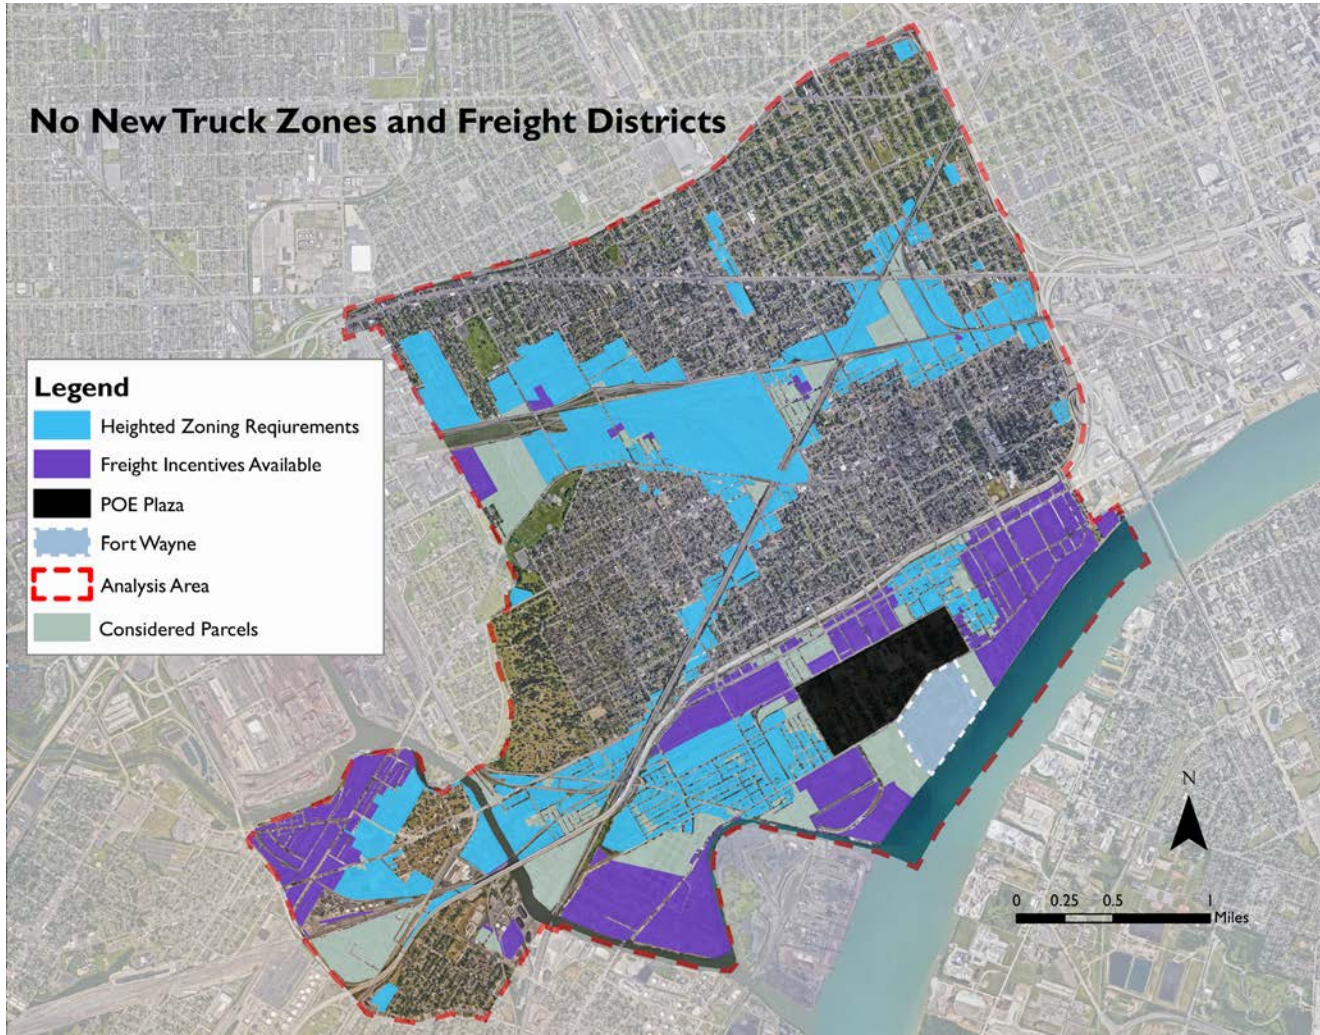 No New Truck Zones and Freight Districts
Legend
Heighted Zoning Reqiurements
Freight Incentives Available
POE Plaza
Fort Wayne
Analysis Area
Considered Parcels
N
0 0.25 0.5 1
Miles